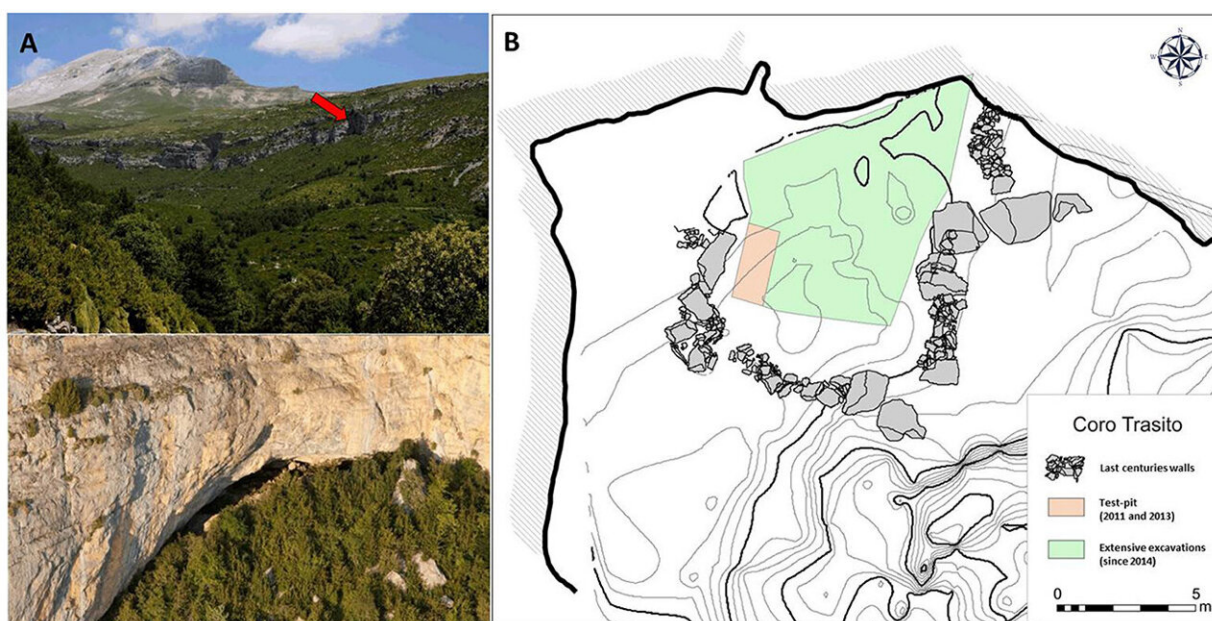 A
B
N
W
E
S
Coro Trasito
Last centuries walls
Test-pit
(2011 and 2013)
Extensive excavations
(since 2014)
0 5
m